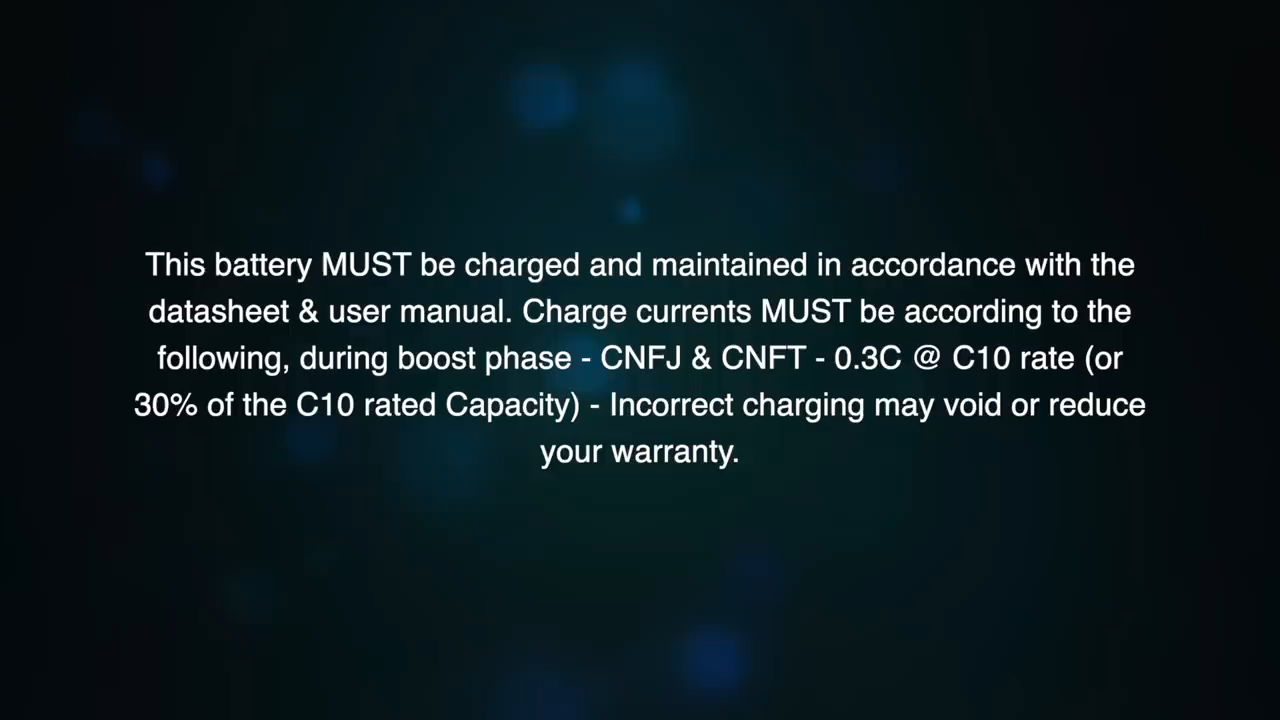 This battery MUST be charged and maintained in accordance with the
datasheet & user manual. Charge currents MUST be according to the
following, during boost phase - CNFJ & CNFT - 0.3C @ C10 rate (or
30% of the C10 rated Capacity) - Incorrect charging may void or reduce
your warranty.